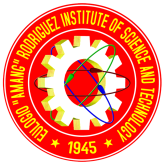 EULOGIO "AMANG" RODRIGUEZ INSTITUTE OF SCIENCE AND TECHNOLOGY
1945